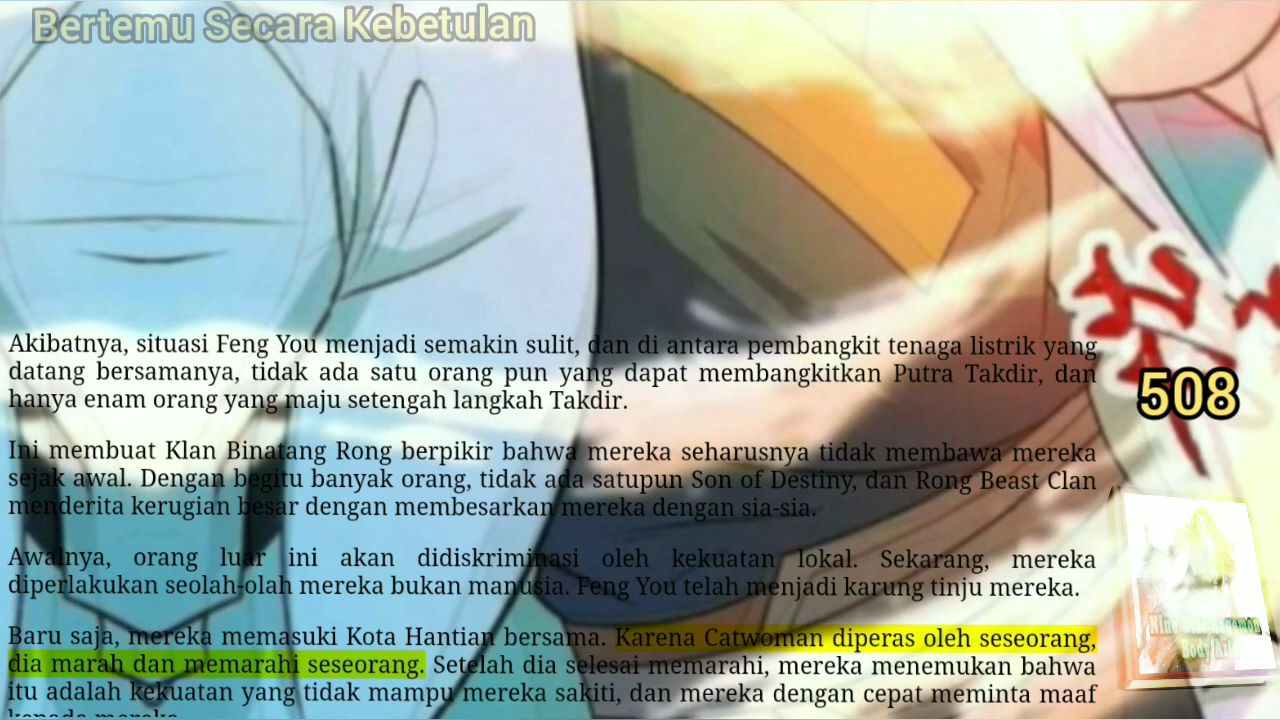 Bertemu Secara Kebetulan
Akibatnya, situasi Feng You menjadi semakin sulit, dan di antara pembangkit tenaga listrik yang
datang bersamanya, tidak ada satu orang pun yang dapat membangkitkan Putra Takdir, dan
hanya enam orang yang maju setengah langkah Takdir.
Ini membuat Klan Binatang Rong berpikir bahwa mereka seharusnya tidak membawa mereka
sejak awal. Dengan begitu banyak orang, tidak ada satupun Son of Destiny, dan Rong Beast Clan
menderita kerugian besar dengan membesarkan mereka dengan sia-sia.
Awalnya, orang luar ini akan didiskriminasi oleh kekuatan lokal. Sekarang, mereka
diperlakukan seolah-olah mereka bukan manusia. Feng You telah menjadi karung tinju mereka.
Baru saja, mereka memasuki Kota Hantian bersama. Karena Catwoman diperas oleh seseorang,
dia marah dan memarahi seseorang. Setelah dia selesai memarahi, mereka menemukan bahwa
itu adalah kekuatan yang tidak mampu mereka sakiti, dan mereka dengan cepat meminta maaf
508
Nine Star
Body Arts